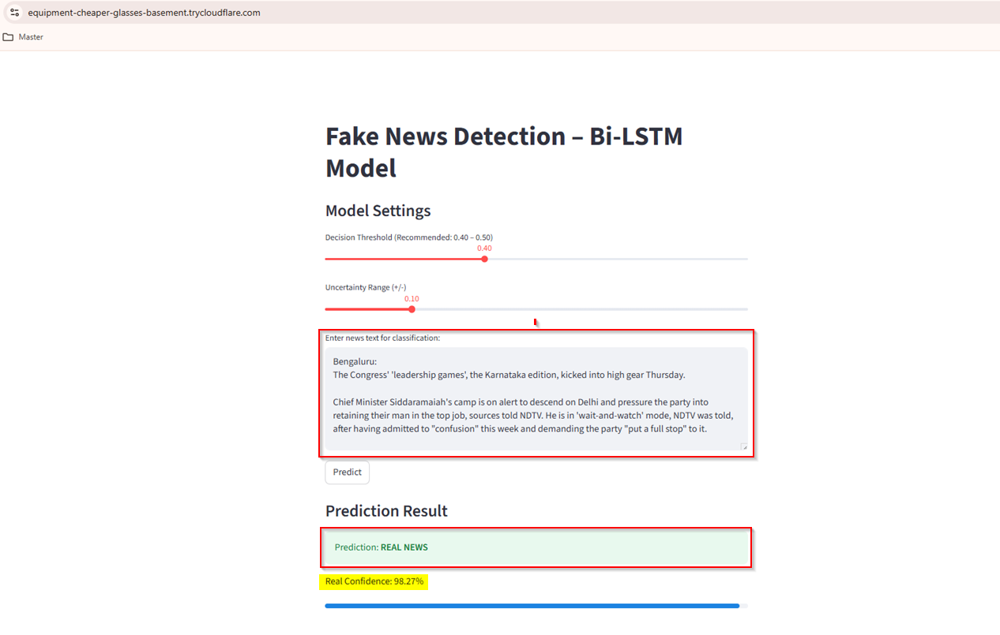 equipment-cheaper-glasses-basement.trycloudflare.com
Master
Fake News Detection – Bi-LSTM
Model
Model Settings
Decision Threshold (Recommended: 0.40 – 0.50)
0.40
Uncertainty Range (+/-)
0.10
Enter news text for classification:
Bengaluru:
The Congress' 'leadership games', the Karnataka edition, kicked into high gear Thursday.
Chief Minister Siddaramaiah's camp is on alert to descend on Delhi and pressure the party into
retaining their man in the top job, sources told NDTV. He is in 'wait-and-watch' mode, NDTV was told,
after having admitted to "confusion" this week and demanding the party "put a full stop" to it.
Predict
Prediction Result
Prediction: REAL NEWS
Real Confidence: 98.27%